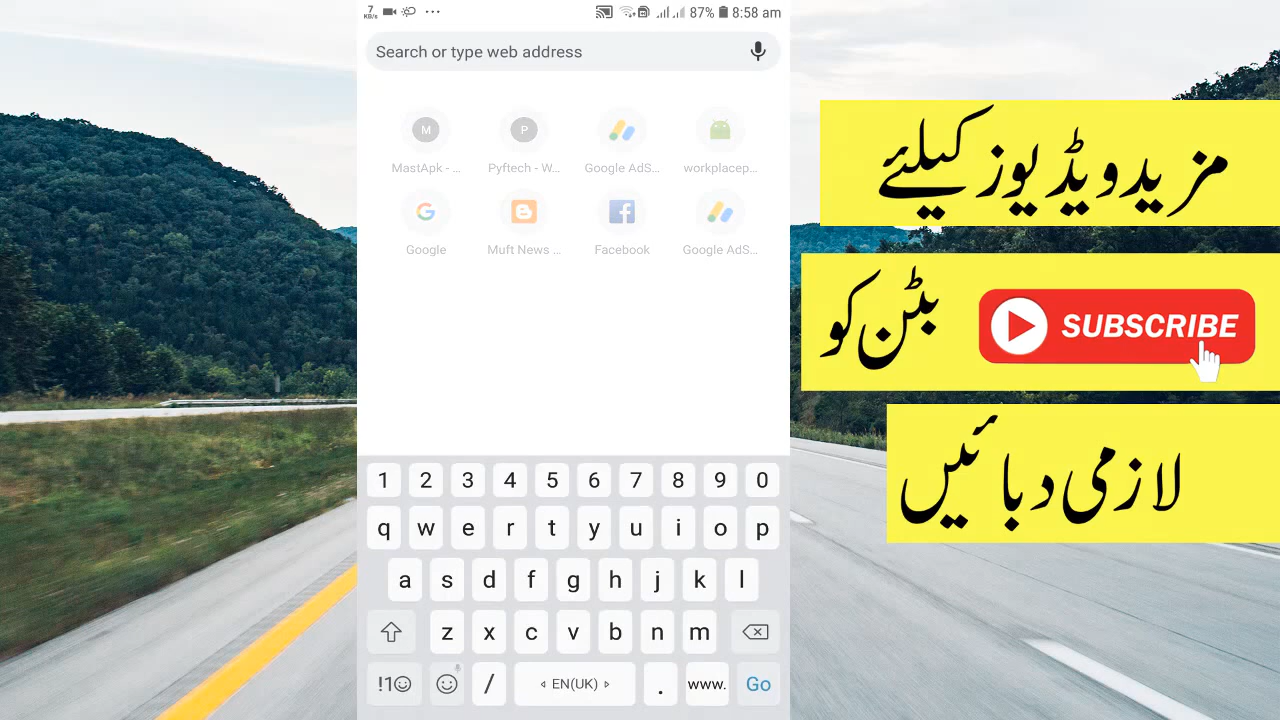 7
KB/s
87% 8:58 am
Search or type web address
M P
MastApk - ... Pyftech - W... Google AdS... workplacep...
Google Muft News ... Facebook Google AdS...
1 2 3 4 5 6 7 8 9 0
q w e r t y u i o p
a s d f g h j k l
z x c v b n m
!1 / EN(UK) . www. Go
مزید ویڈیوز کیلئے
SUBSCRIBE بٹن کو
لازمی دبائیں